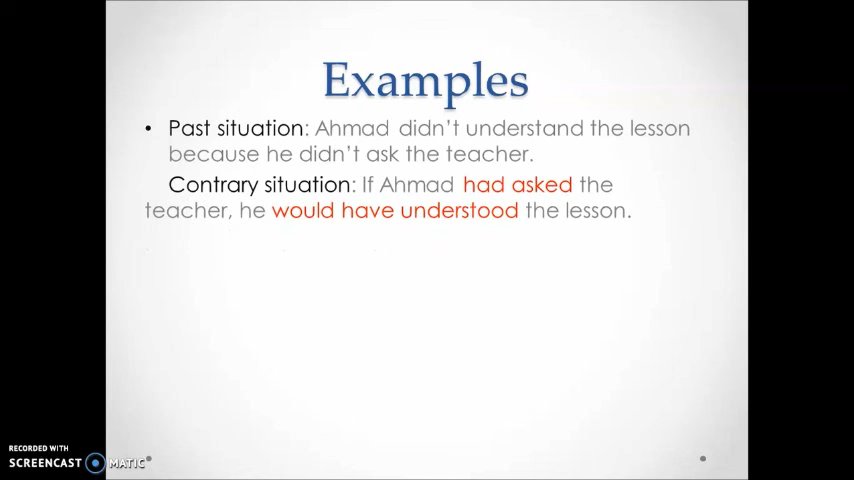 Examples
• Past situation: Ahmad didn't understand the lesson
because he didn't ask the teacher.
Contrary situation: If Ahmad had asked the
teacher, he would have understood the lesson.
RECORDED WITH
SCREENCAST MATIC